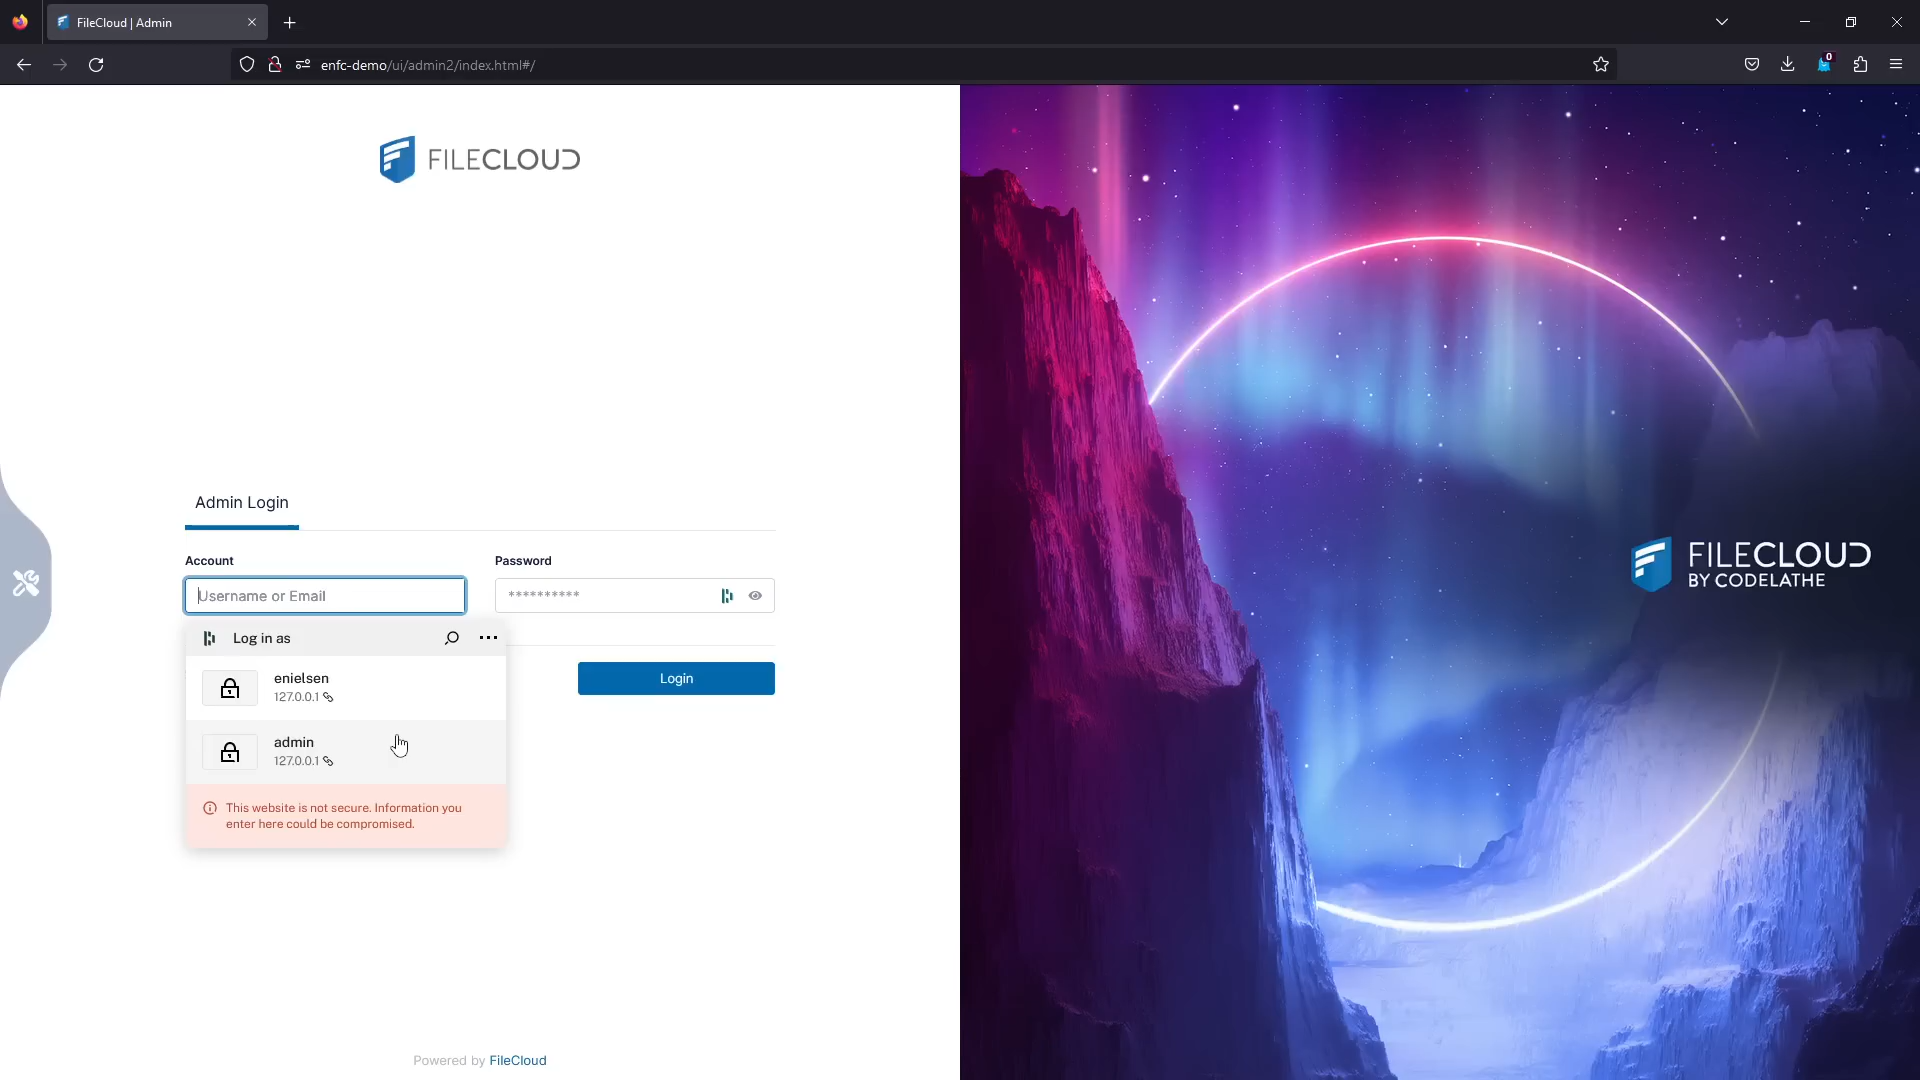 FileCloud | Admin
enfc-demo/ui/admin2/index.html#/
0
FILECLOUD
Admin Login
Account
Password
Username or Email
**********
Log in as
enielsen
127.0.0.1
Login
admin
127.0.0.1
This website is not secure. Information you
enter here could be compromised.
Powered by FileCloud
FILECLOUD
BY CODELATHE